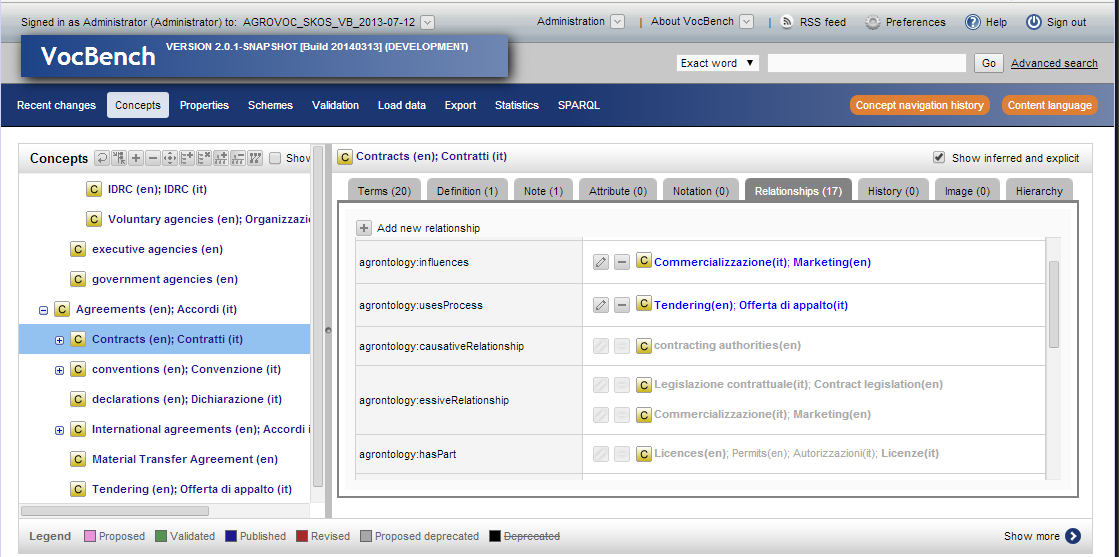 Signed in as Administrator (Administrator) to: AGROVOC_SKOS_VB_2013-07-12
Administration | About VocBench | RSS feed Preferences Help Sign out
VocBench VERSION 2.0.1-SNAPSHOT [Build 20140313] (DEVELOPMENT)
Exact word Go Advanced search
Recent changes Concepts Properties Schemes Validation Load data Export Statistics SPARQL Concept navigation history Content language
Concepts Show
C Contracts (en); Contratti (it) Show inferred and explicit
Terms (20) Definition (1) Note (1) Attribute (0) Notation (0) Relationships (17) History (0) Image (0) Hierarchy
C IDRC (en); IDRC (it)
C Voluntary agencies (en); Organizzazi
C executive agencies (en)
C government agencies (en)
C Agreements (en); Accordi (it)
C Contracts (en); Contratti (it)
C conventions (en); Convenzione (it)
C declarations (en); Dichiarazione (it)
C International agreements (en); Accordi i
C Material Transfer Agreement (en)
C Tendering (en); Offerta di appalto (it)
Add new relationship
agrontology:influences C Commercializzazione(it); Marketing(en)
agrontology:usesProcess C Tendering(en); Offerta di appalto(it)
agrontology:causativeRelationship C contracting authorities(en)
agrontology:essiveRelationship C Legislazione contrattuale(it); Contract legislation(en)
C Commercializzazione(it); Marketing(en)
agrontology:hasPart C Licences(en); Permits(en); Autorizzazioni(it); Licenze(it)
Legend Proposed Validated Published Revised Proposed deprecated Deprecated Show more